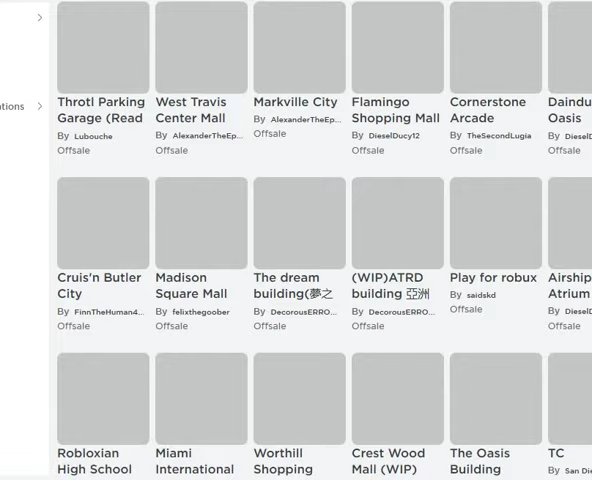 ations
Throtl Parking
Garage (Read
By Lubouche
Offsale
West Travis
Center Mall
By AlexanderTheEp...
Offsale
Markville City
By AlexanderTheEp...
Offsale
Flamingo
Shopping Mall
By DieselDucy12
Offsale
Cornerstone
Arcade
By TheSecondLugia
Offsale
Daindu
Oasis
By DieselD
Offsale
Cruis'n Butler
City
By FinnTheHuman4...
Offsale
Madison
Square Mall
By felixthegoober
Offsale
The dream
building(夢之
By DecorousERRO...
Offsale
(WIP)ATRD
building 亞洲
By DecorousERRO...
Offsale
Play for robux
By saidskd
Offsale
Airship
Atrium
By DieselD
Offsale
Robloxian
High School
Miami
International
Worthill
Shopping
Crest Wood
Mall (WIP)
The Oasis
Building
TC
By San Die